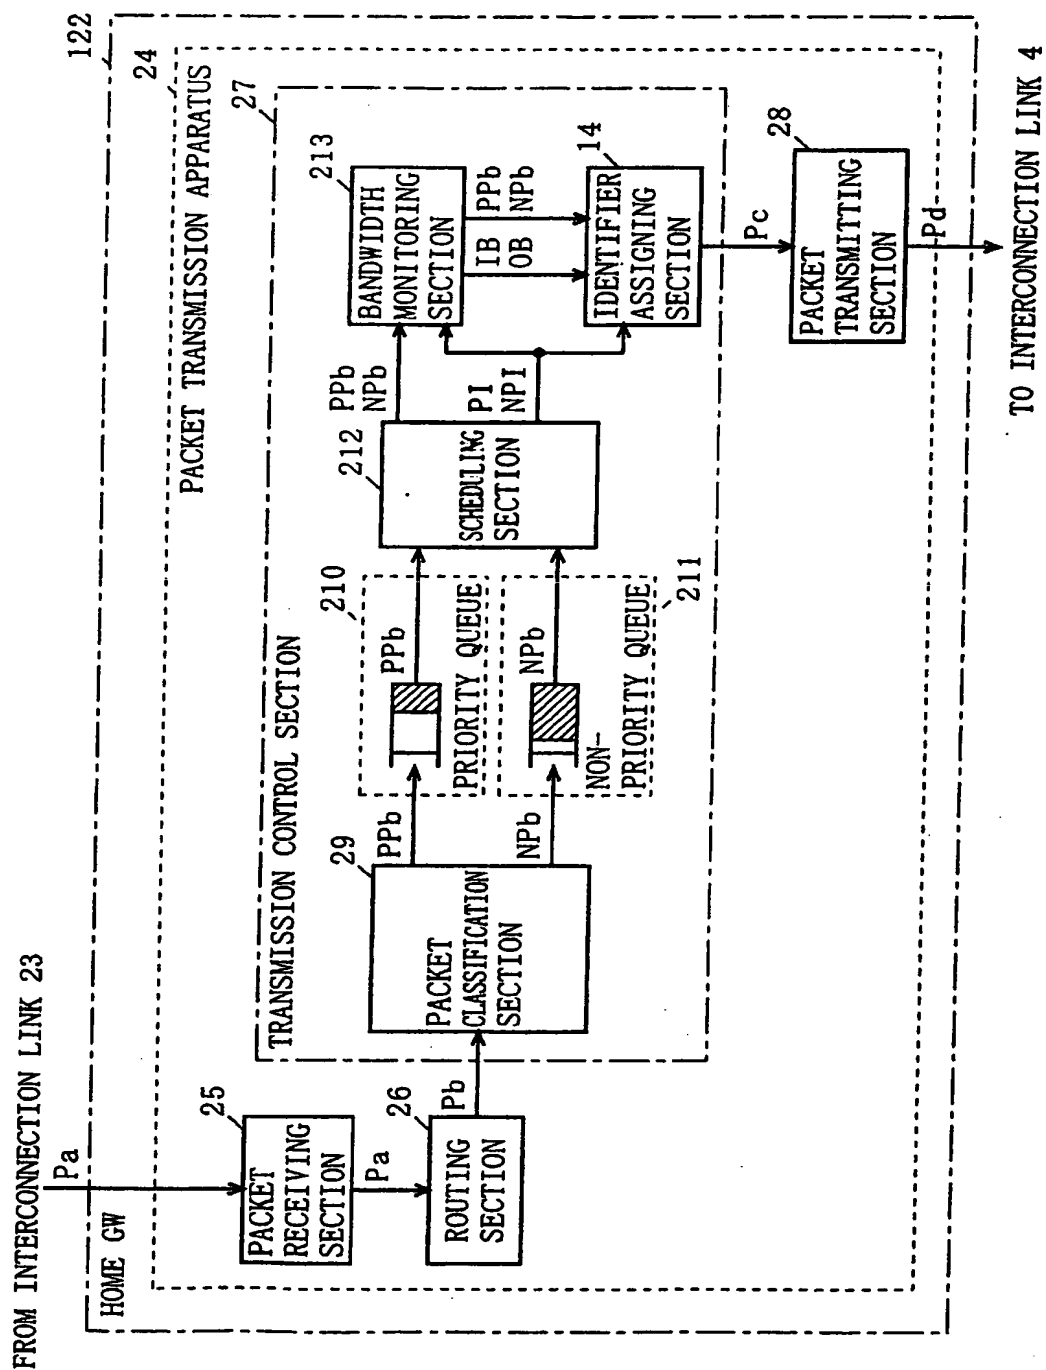 FROM INTERCONNECTION LINK 23
Pa
HOME GW
122
PACKET TRANSMISSION APPARATUS
24
25
PACKET
RECEIVING
SECTION
Pa
26
ROUTING
SECTION
Pb
TRANSMISSION CONTROL SECTION
27
29
PACKET
CLASSIFICATION
SECTION
PPb
NPb
210
PPb
PRIORITY QUEUE
NPb
NON-
PRIORITY QUEUE
211
212
SCHEDULING
SECTION
PPb
NPb
PI
NPI
213
BANDWIDTH
MONITORING
SECTION
IB
OB
PPb
NPb
14
IDENTIFIER
ASSIGNING
SECTION
Pc
28
PACKET
TRANSMITTING
SECTION
Pd
TO INTERCONNECTION LINK 4